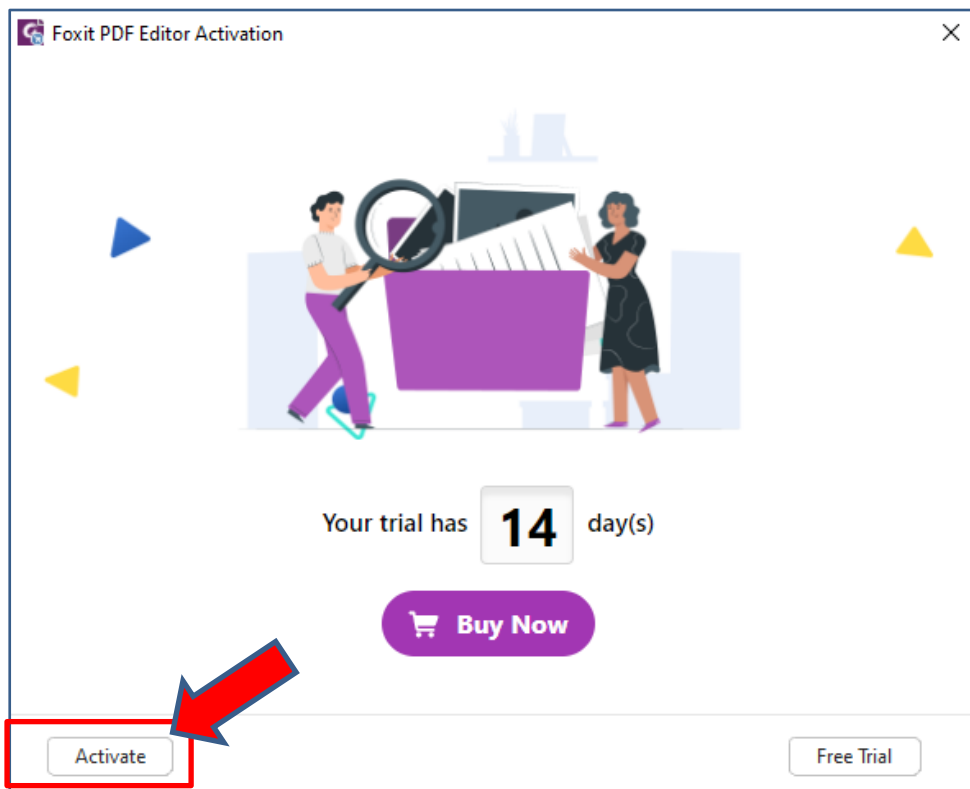 Foxit PDF Editor Activation
Your trial has 14 day(s)
Buy Now
Activate
Free Trial